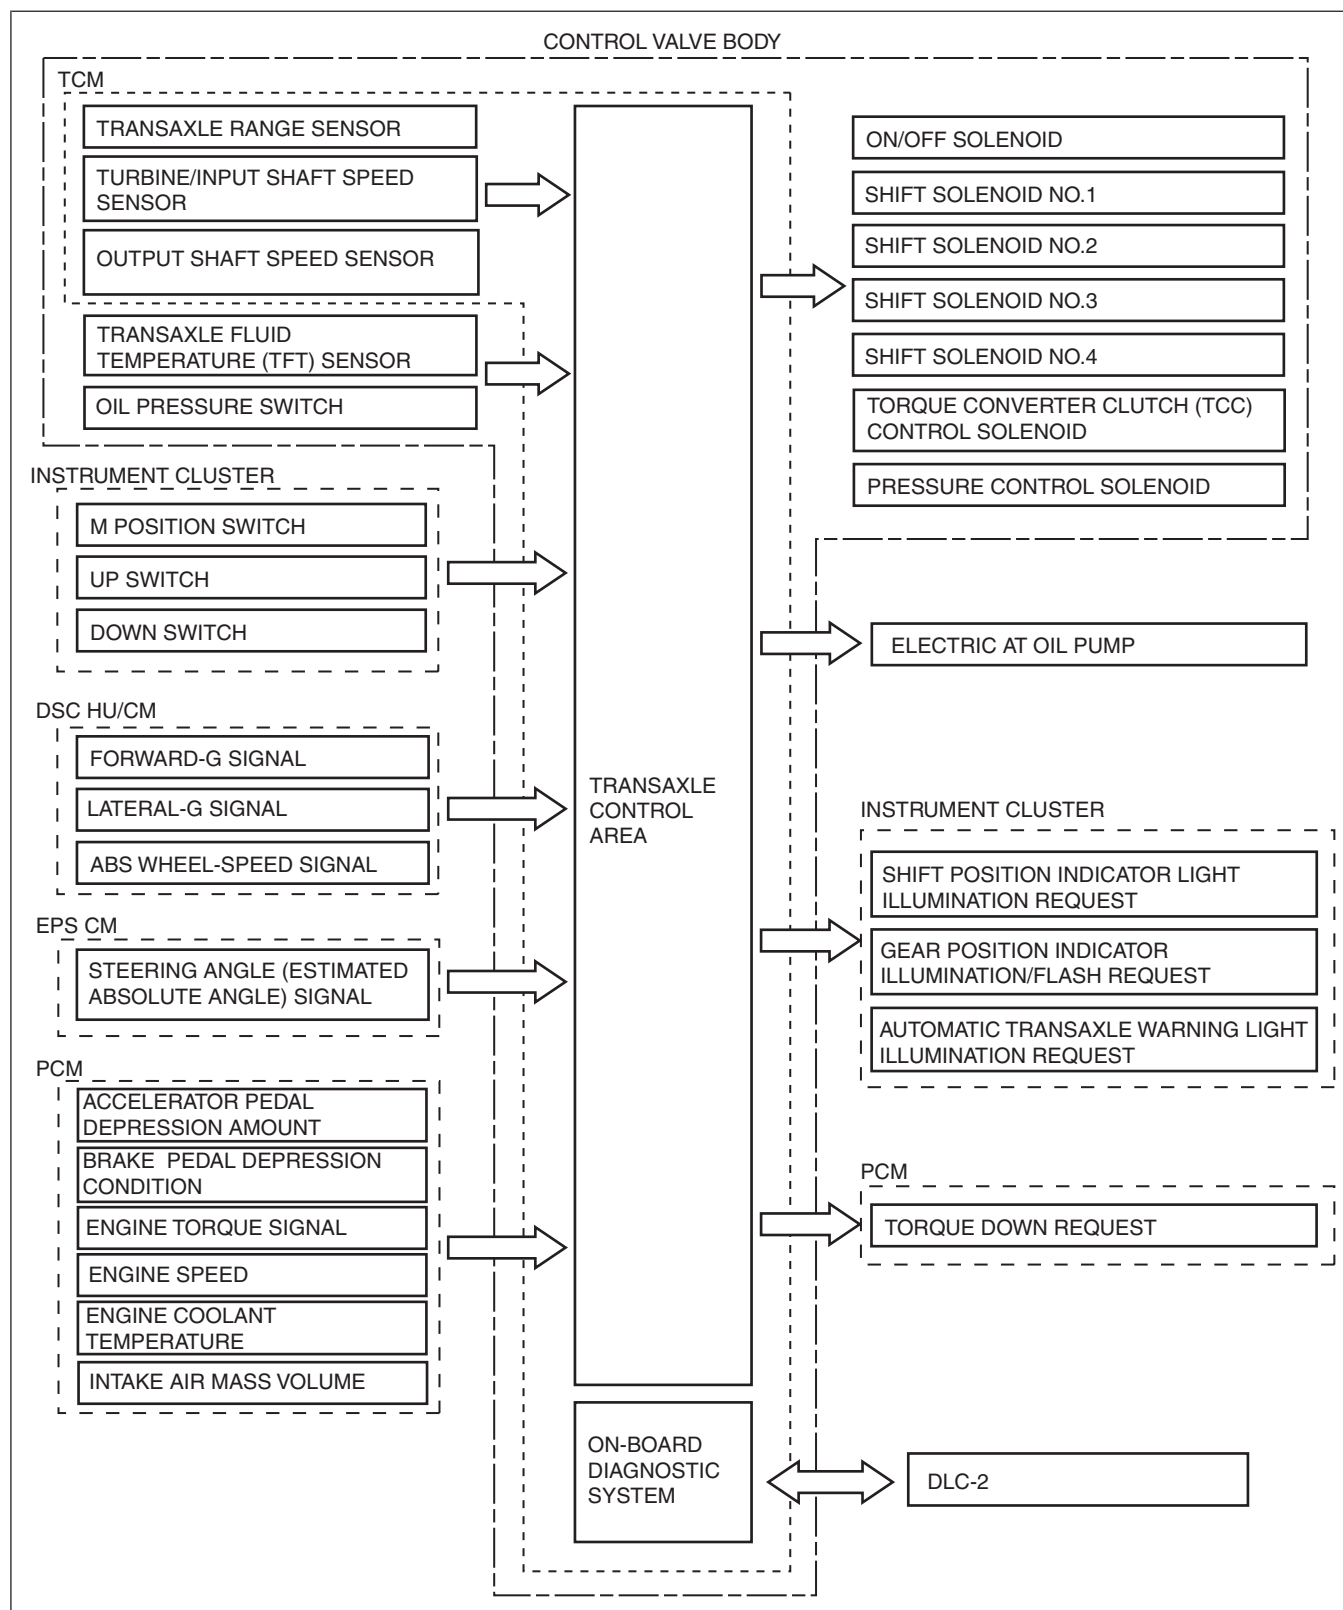 CONTROL VALVE BODY
TCM
TRANSAXLE RANGE SENSOR
TURBINE/INPUT SHAFT SPEED
SENSOR
OUTPUT SHAFT SPEED SENSOR
TRANSAXLE FLUID
TEMPERATURE (TFT) SENSOR
OIL PRESSURE SWITCH
INSTRUMENT CLUSTER
M POSITION SWITCH
UP SWITCH
DOWN SWITCH
DSC HU/CM
FORWARD-G SIGNAL
LATERAL-G SIGNAL
ABS WHEEL-SPEED SIGNAL
EPS CM
STEERING ANGLE (ESTIMATED
ABSOLUTE ANGLE) SIGNAL
PCM
ACCELERATOR PEDAL
DEPRESSION AMOUNT
BRAKE  PEDAL DEPRESSION
CONDITION
ENGINE TORQUE SIGNAL
ENGINE SPEED
ENGINE COOLANT
TEMPERATURE
INTAKE AIR MASS VOLUME
TRANSAXLE
CONTROL
AREA
ON-BOARD
DIAGNOSTIC
SYSTEM
ON/OFF SOLENOID
SHIFT SOLENOID NO.1
SHIFT SOLENOID NO.2
SHIFT SOLENOID NO.3
SHIFT SOLENOID NO.4
TORQUE CONVERTER CLUTCH (TCC)
CONTROL SOLENOID
PRESSURE CONTROL SOLENOID
ELECTRIC AT OIL PUMP
INSTRUMENT CLUSTER
SHIFT POSITION INDICATOR LIGHT
ILLUMINATION REQUEST
GEAR POSITION INDICATOR
ILLUMINATION/FLASH REQUEST
AUTOMATIC TRANSAXLE WARNING LIGHT
ILLUMINATION REQUEST
PCM
TORQUE DOWN REQUEST
DLC-2